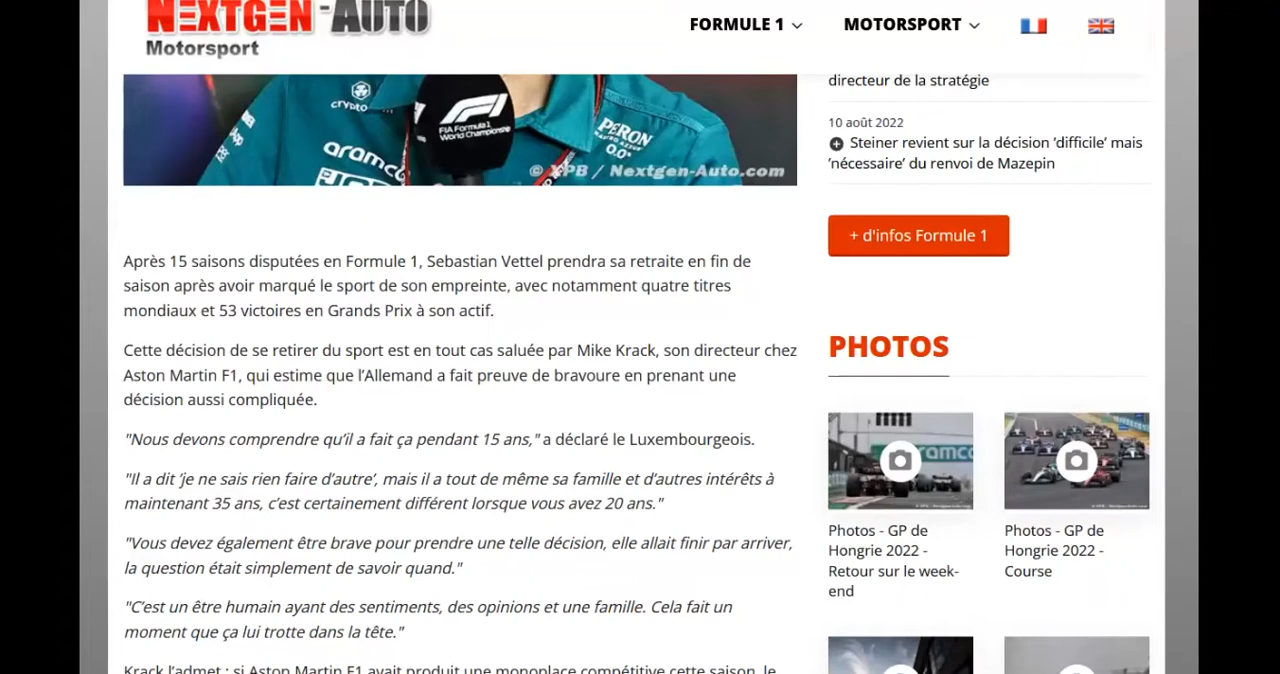 NEXTGEN-AUTO
Motorsport
FORMULE 1
MOTORSPORT
crypto
aramco
FIA Formula 1
World Championship
PERONI
0.0%
© XPB / Nextgen-Auto.com
directeur de la stratégie
10 août 2022
Steiner revient sur la décision ‘difficile’ mais
‘nécessaire’ du renvoi de Mazepin
+ d'infos Formule 1
Après 15 saisons disputées en Formule 1, Sebastian Vettel prendra sa retraite en fin de
saison après avoir marqué le sport de son empreinte, avec notamment quatre titres
mondiaux et 53 victoires en Grands Prix à son actif.
Cette décision de se retirer du sport est en tout cas saluée par Mike Krack, son directeur chez
Aston Martin F1, qui estime que l’Allemand a fait preuve de bravoure en prenant une
décision aussi compliquée.
"Nous devons comprendre qu’il a fait ça pendant 15 ans," a déclaré le Luxembourgeois.
"Il a dit ‘je ne sais rien faire d’autre’, mais il a tout de même sa famille et d’autres intérêts à
maintenant 35 ans, c’est certainement différent lorsque vous avez 20 ans."
"Vous devez également être brave pour prendre une telle décision, elle allait finir par arriver,
la question était simplement de savoir quand."
"C’est un être humain ayant des sentiments, des opinions et une famille. Cela fait un
moment que ça lui trotte dans la tête."
Krack l’admet : si Aston Martin F1 avait produit une monoplace compétitive cette saison, le
PHOTOS
aramco
Photos - GP de
Hongrie 2022 -
Retour sur le week-
end
Photos - GP de
Hongrie 2022 -
Course